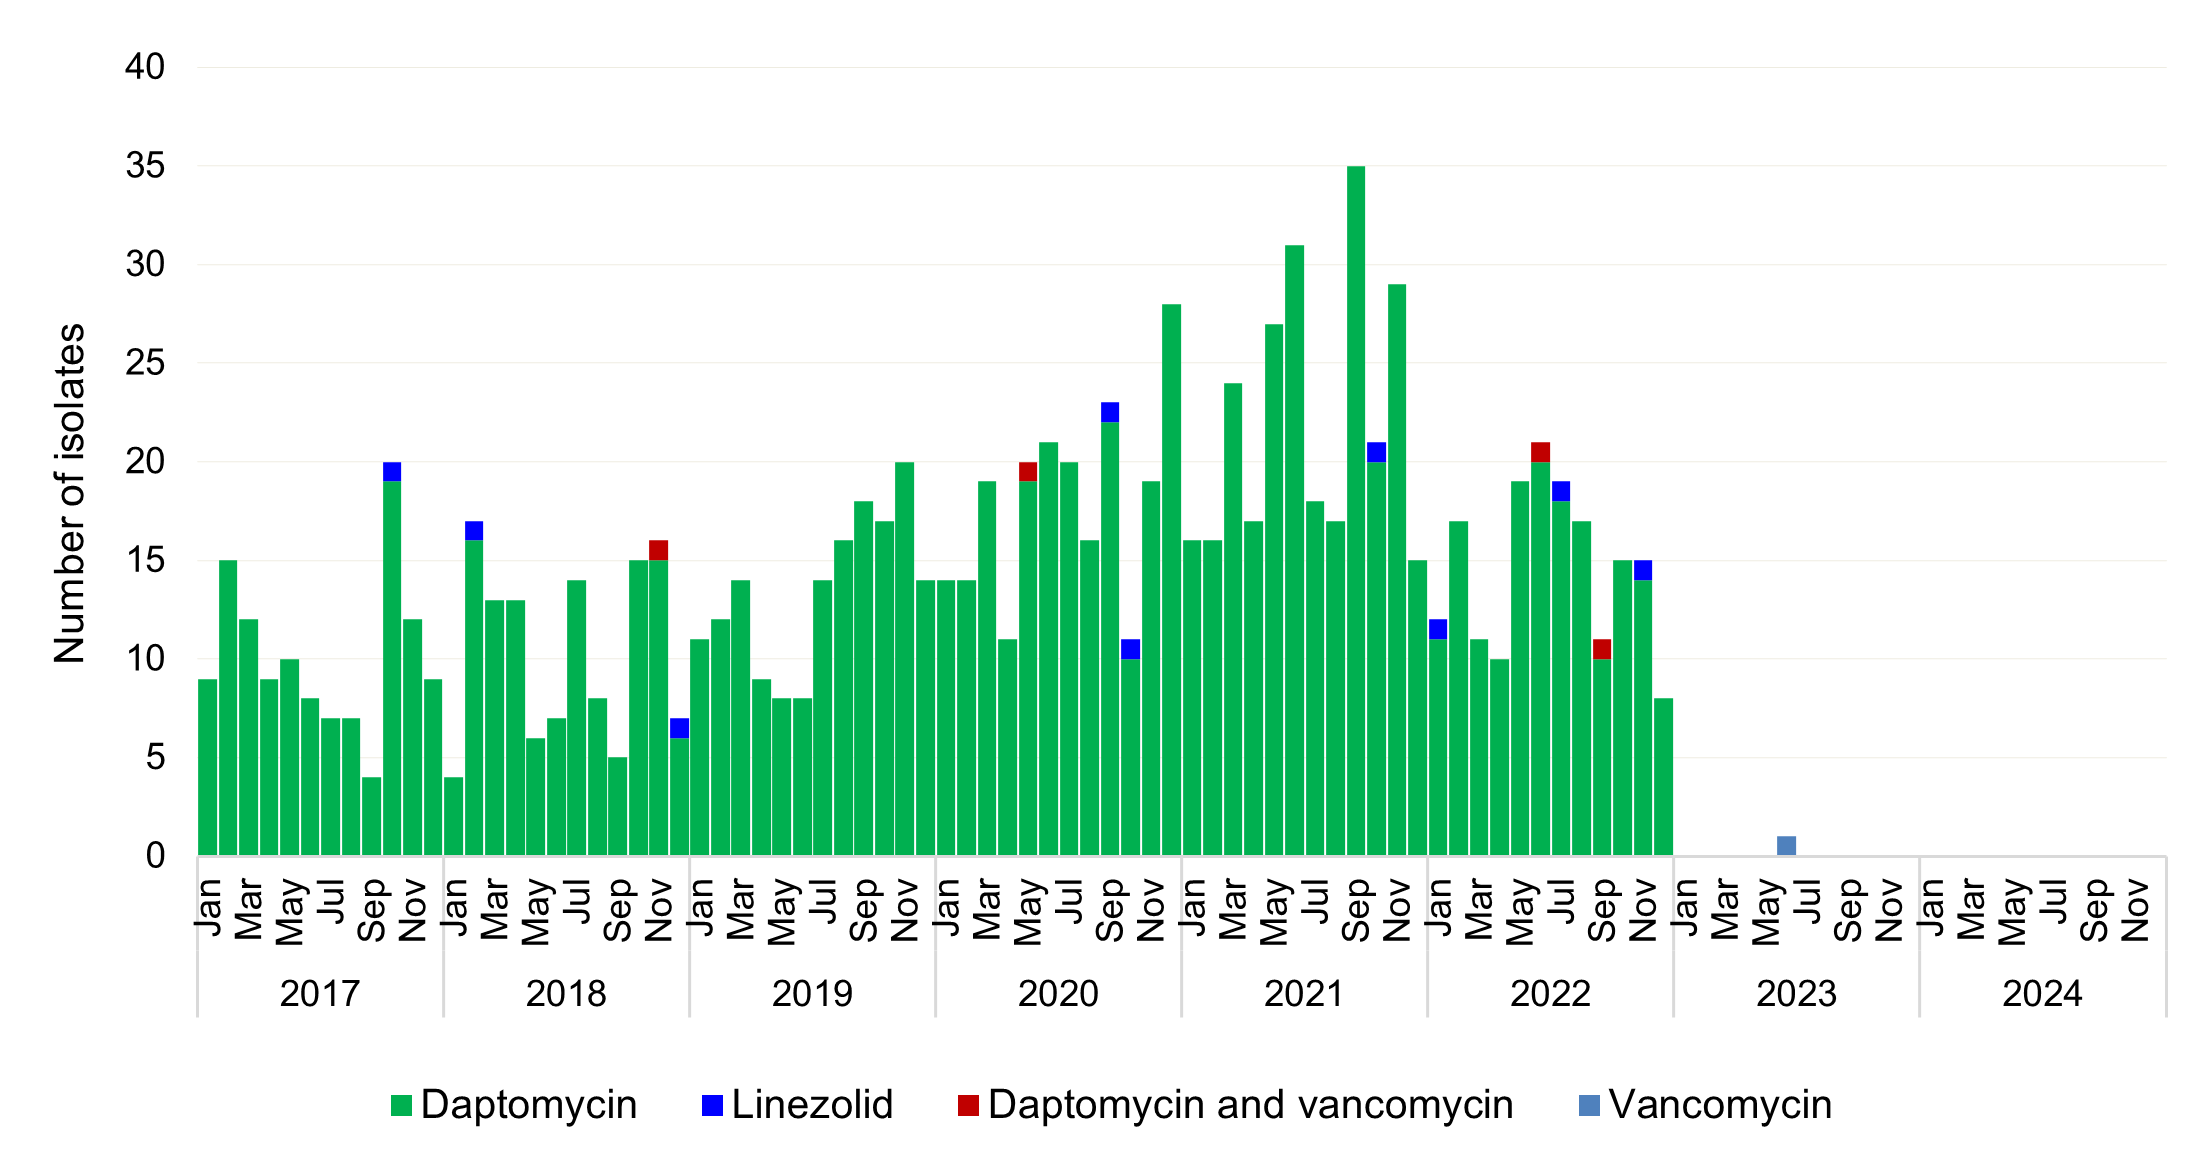 40
35
30
25
20
15
10
5
0
Number of isolates
Jan Mar May Jul Sep Nov Jan Mar May Jul Sep Nov Jan Mar May Jul Sep Nov Jan Mar May Jul Sep Nov Jan Mar May Jul Sep Nov Jan Mar May Jul Sep Nov Jan Mar May Jul Sep Nov Jan Mar May Jul Sep Nov
2017 2018 2019 2020 2021 2022 2023 2024
Daptomycin Linezolid Daptomycin and vancomycin Vancomycin